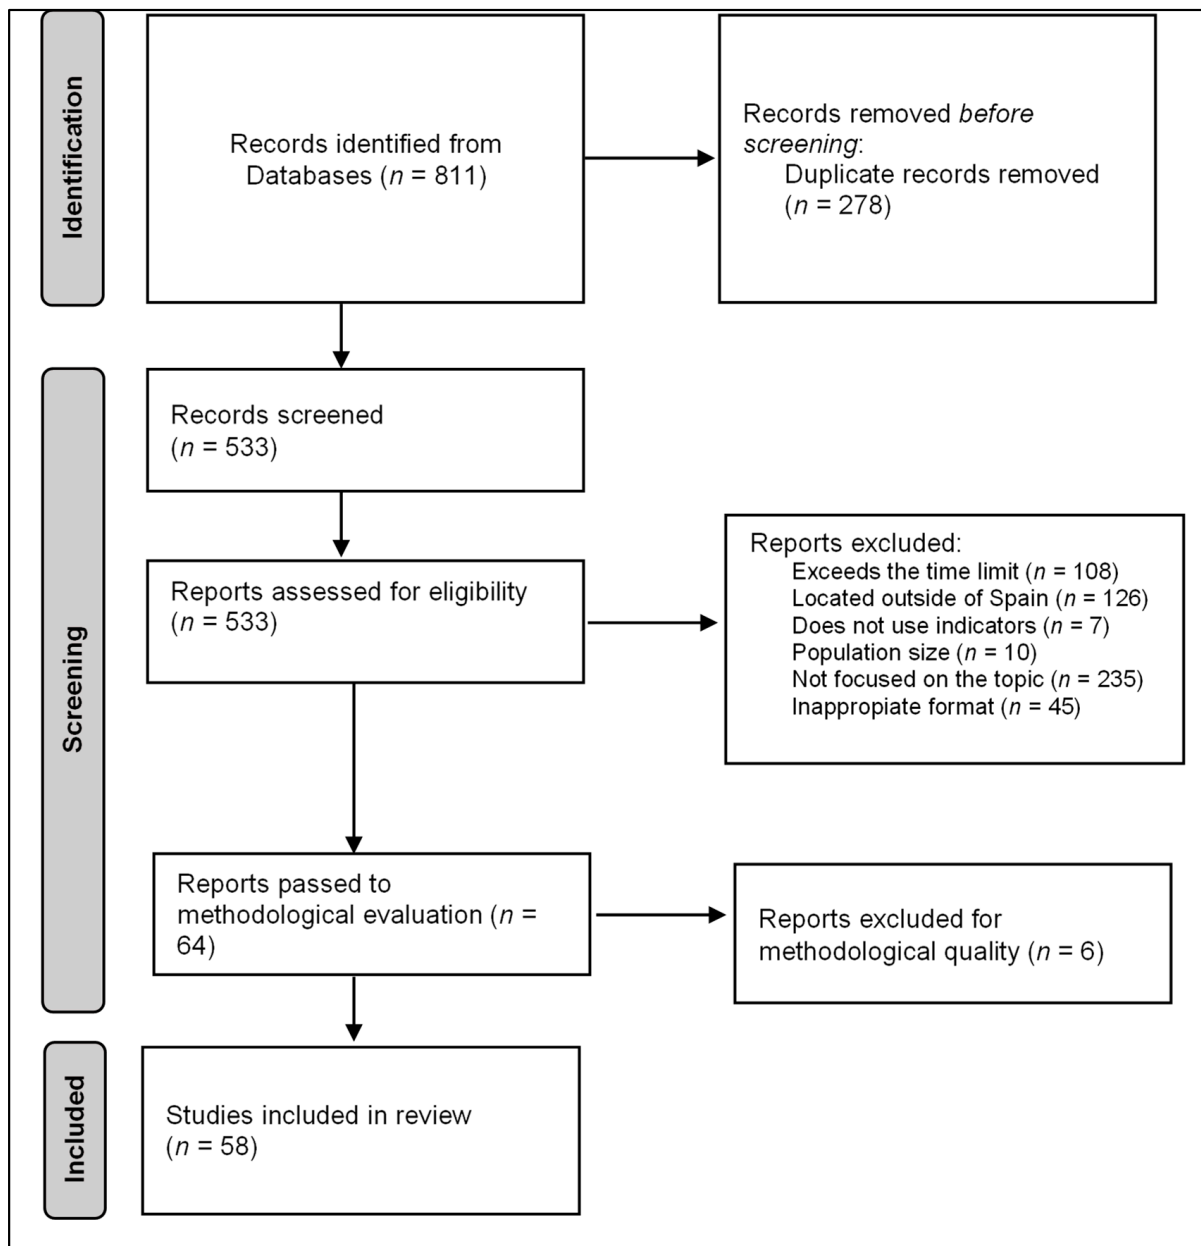 Identification
Records identified from
Databases (n = 811)
Records removed before
screening:
Duplicate records removed
(n = 278)
Screening
Records screened
(n = 533)
Reports assessed for eligibility
(n = 533)
Reports excluded:
Exceeds the time limit (n = 108)
Located outside of Spain (n = 126)
Does not use indicators (n = 7)
Population size (n = 10)
Not focused on the topic (n = 235)
Inappropiate format (n = 45)
Reports passed to
methodological evaluation (n =
64)
Reports excluded for
methodological quality (n = 6)
Included
Studies included in review
(n = 58)